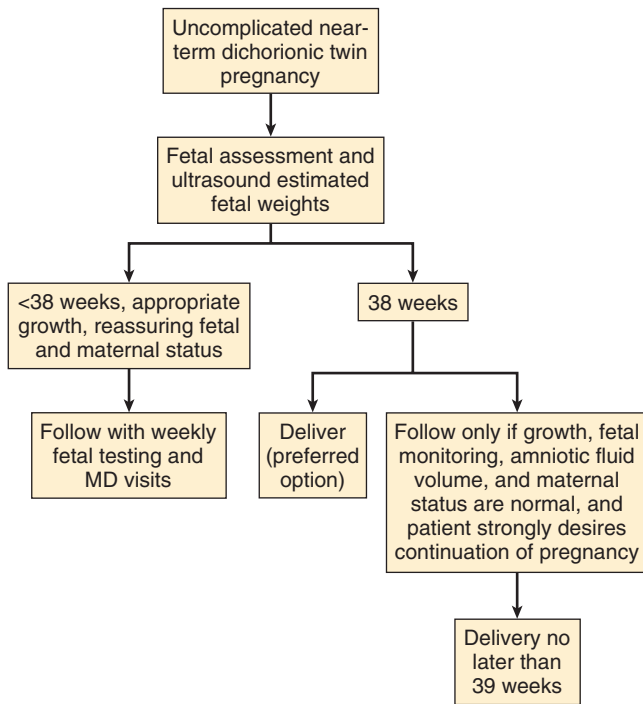 Uncomplicated near-
term dichorionic twin
pregnancy
Fetal assessment and
ultrasound estimated
fetal weights
<38 weeks, appropriate
growth, reassuring fetal
and maternal status
38 weeks
Follow with weekly
fetal testing and
MD visits
Deliver
(preferred
option)
Follow only if growth, fetal
monitoring, amniotic fluid
volume, and maternal
status are normal, and
patient strongly desires
continuation of pregnancy
Delivery no
later than
39 weeks